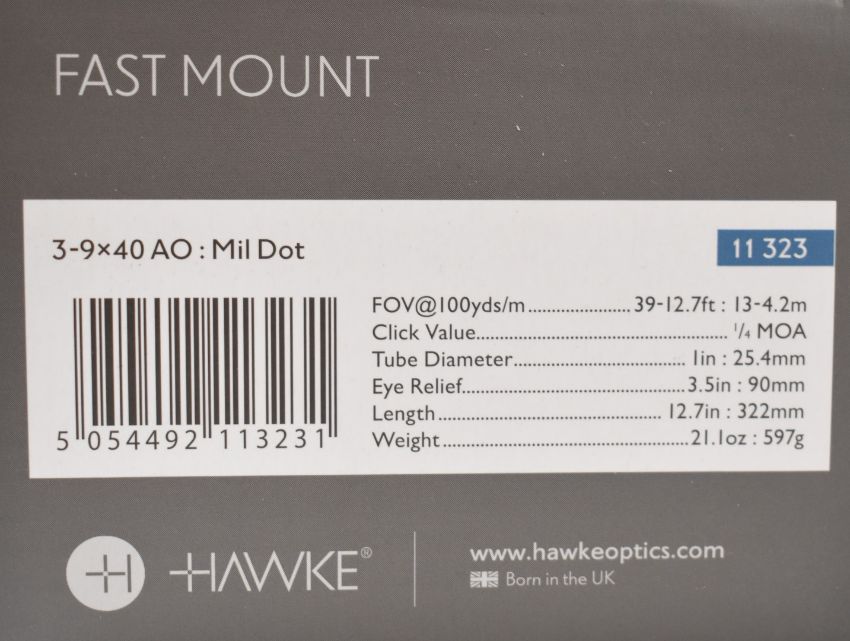 FAST MOUNT
3-9×40 AO : Mil Dot
11 323
FOV@100yds/m......................39-12.7ft : 13-4.2m
Click Value......................................................¼ MOA
Tube Diameter.....................................1in : 25.4mm
Eye Relief................................................3.5in : 90mm
Length................................................12.7in : 322mm
Weight.....................................................21.1oz : 597g
5 054492 113231
HAWKE®
www.hawkeoptics.com
Born in the UK